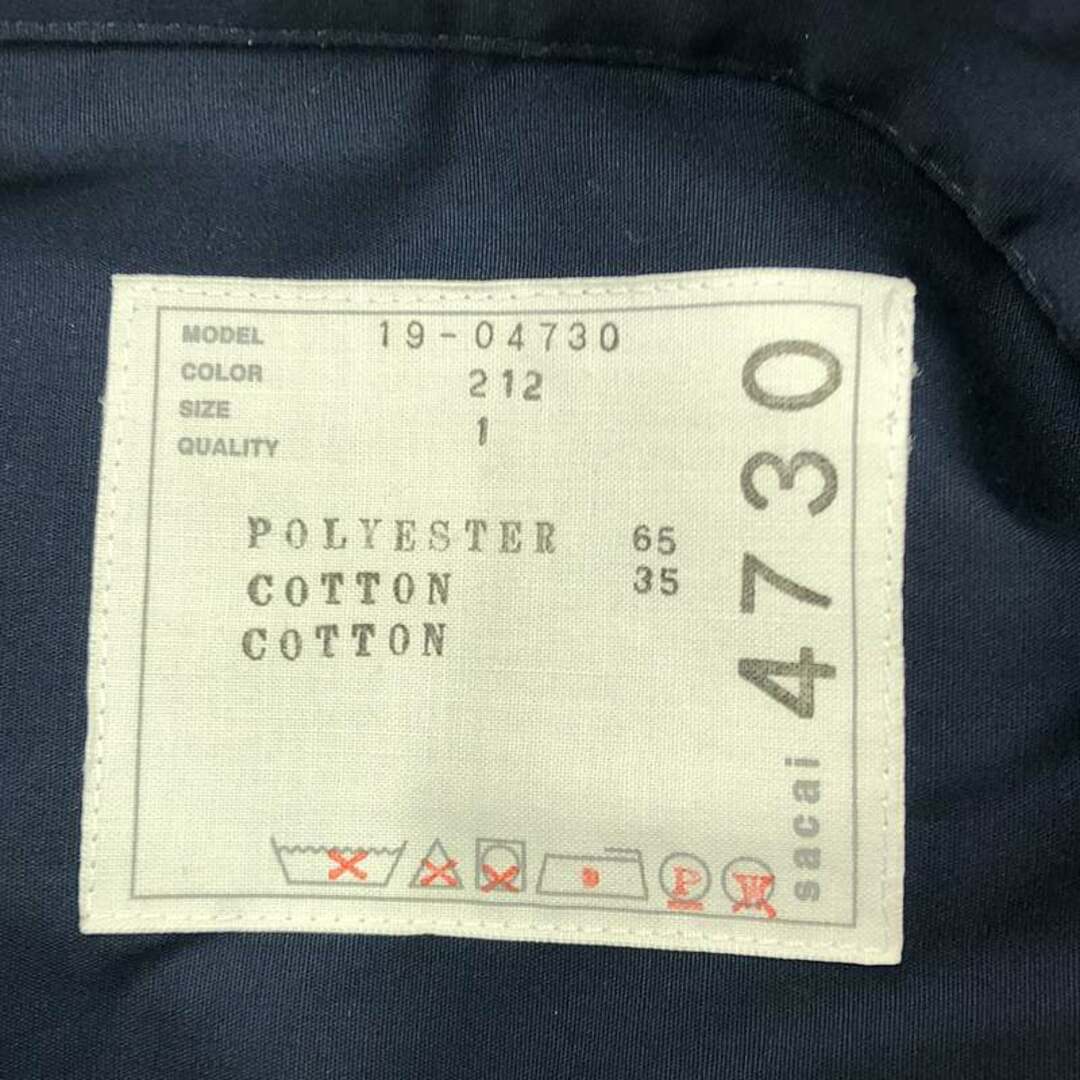 MODEL 19-04730
COLOR 212
SIZE 1
QUALITY
POLYESTER 65
COTTON 35
COTTON
sacai 4730
P
W